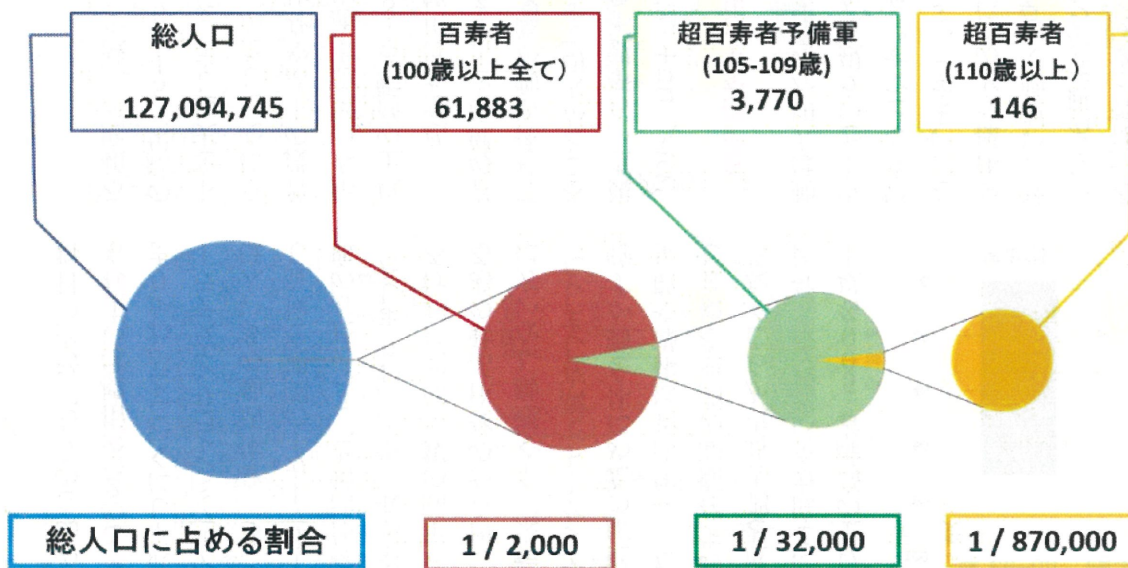 総人口
127,094,745
百寿者
(100歳以上全て）
61,883
超百寿者予備軍
(105-109歳)
3,770
超百寿者
(110歳以上）
146
総人口に占める割合
1 / 2,000
1 / 32,000
1 / 870,000